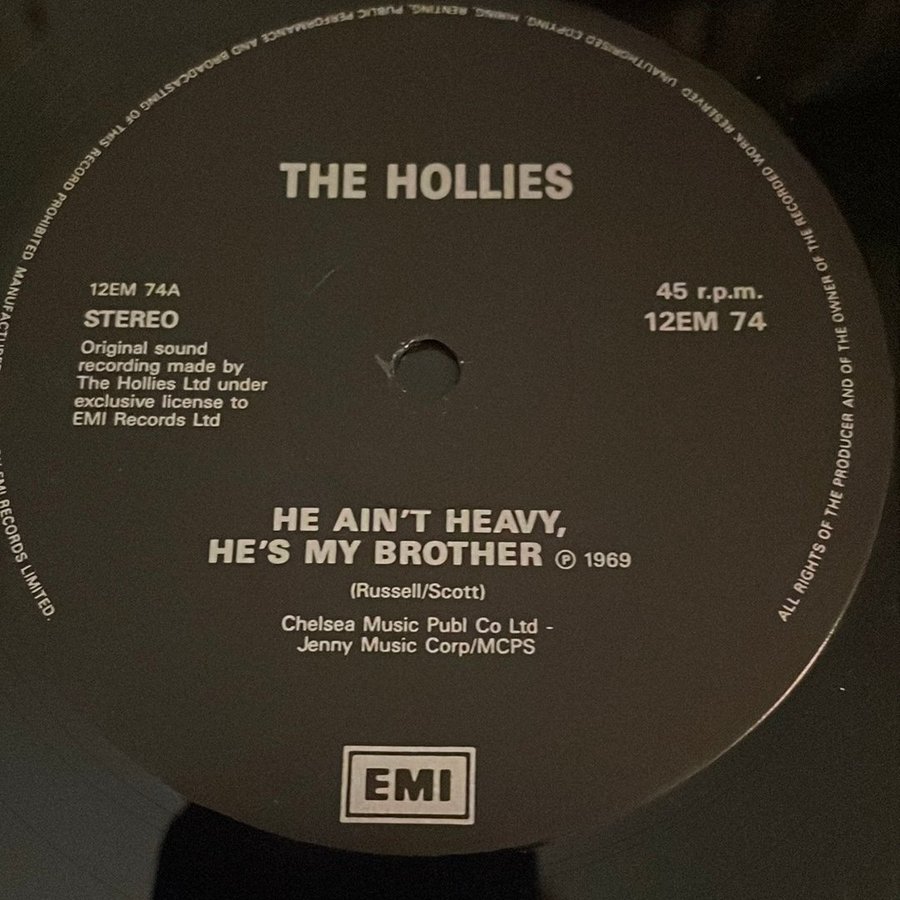 THE HOLLIES
12EM 74A
STEREO
Original sound
recording made by
The Hollies Ltd under
exclusive license to
EMI Records Ltd
45 r.p.m.
12EM 74
HE AIN'T HEAVY,
HE'S MY BROTHER ℗ 1969
(Russell/Scott)
Chelsea Music Publ Co Ltd -
Jenny Music Corp/MCPS
EMI
ALL RIGHTS OF THE PRODUCER AND OF THE OWNER OF THE RECORDED WORK RESERVED UNAUTHORISED COPYING, HIRING, RENTING, PUBLIC PERFORMANCE AND BROADCASTING OF THIS RECORD PROHIBITED MANUFACTURED EMI RECORDS LIMITED.